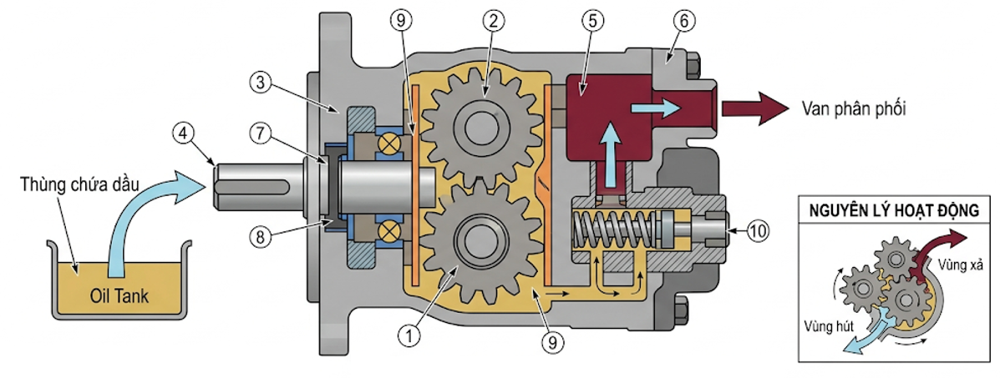 9
2
5
6
3
7
4
Van phân phối
Thùng chứa dầu
8
10
Oil Tank
1
9
NGUYÊN LÝ HOẠT ĐỘNG
Vùng xả
Vùng hút